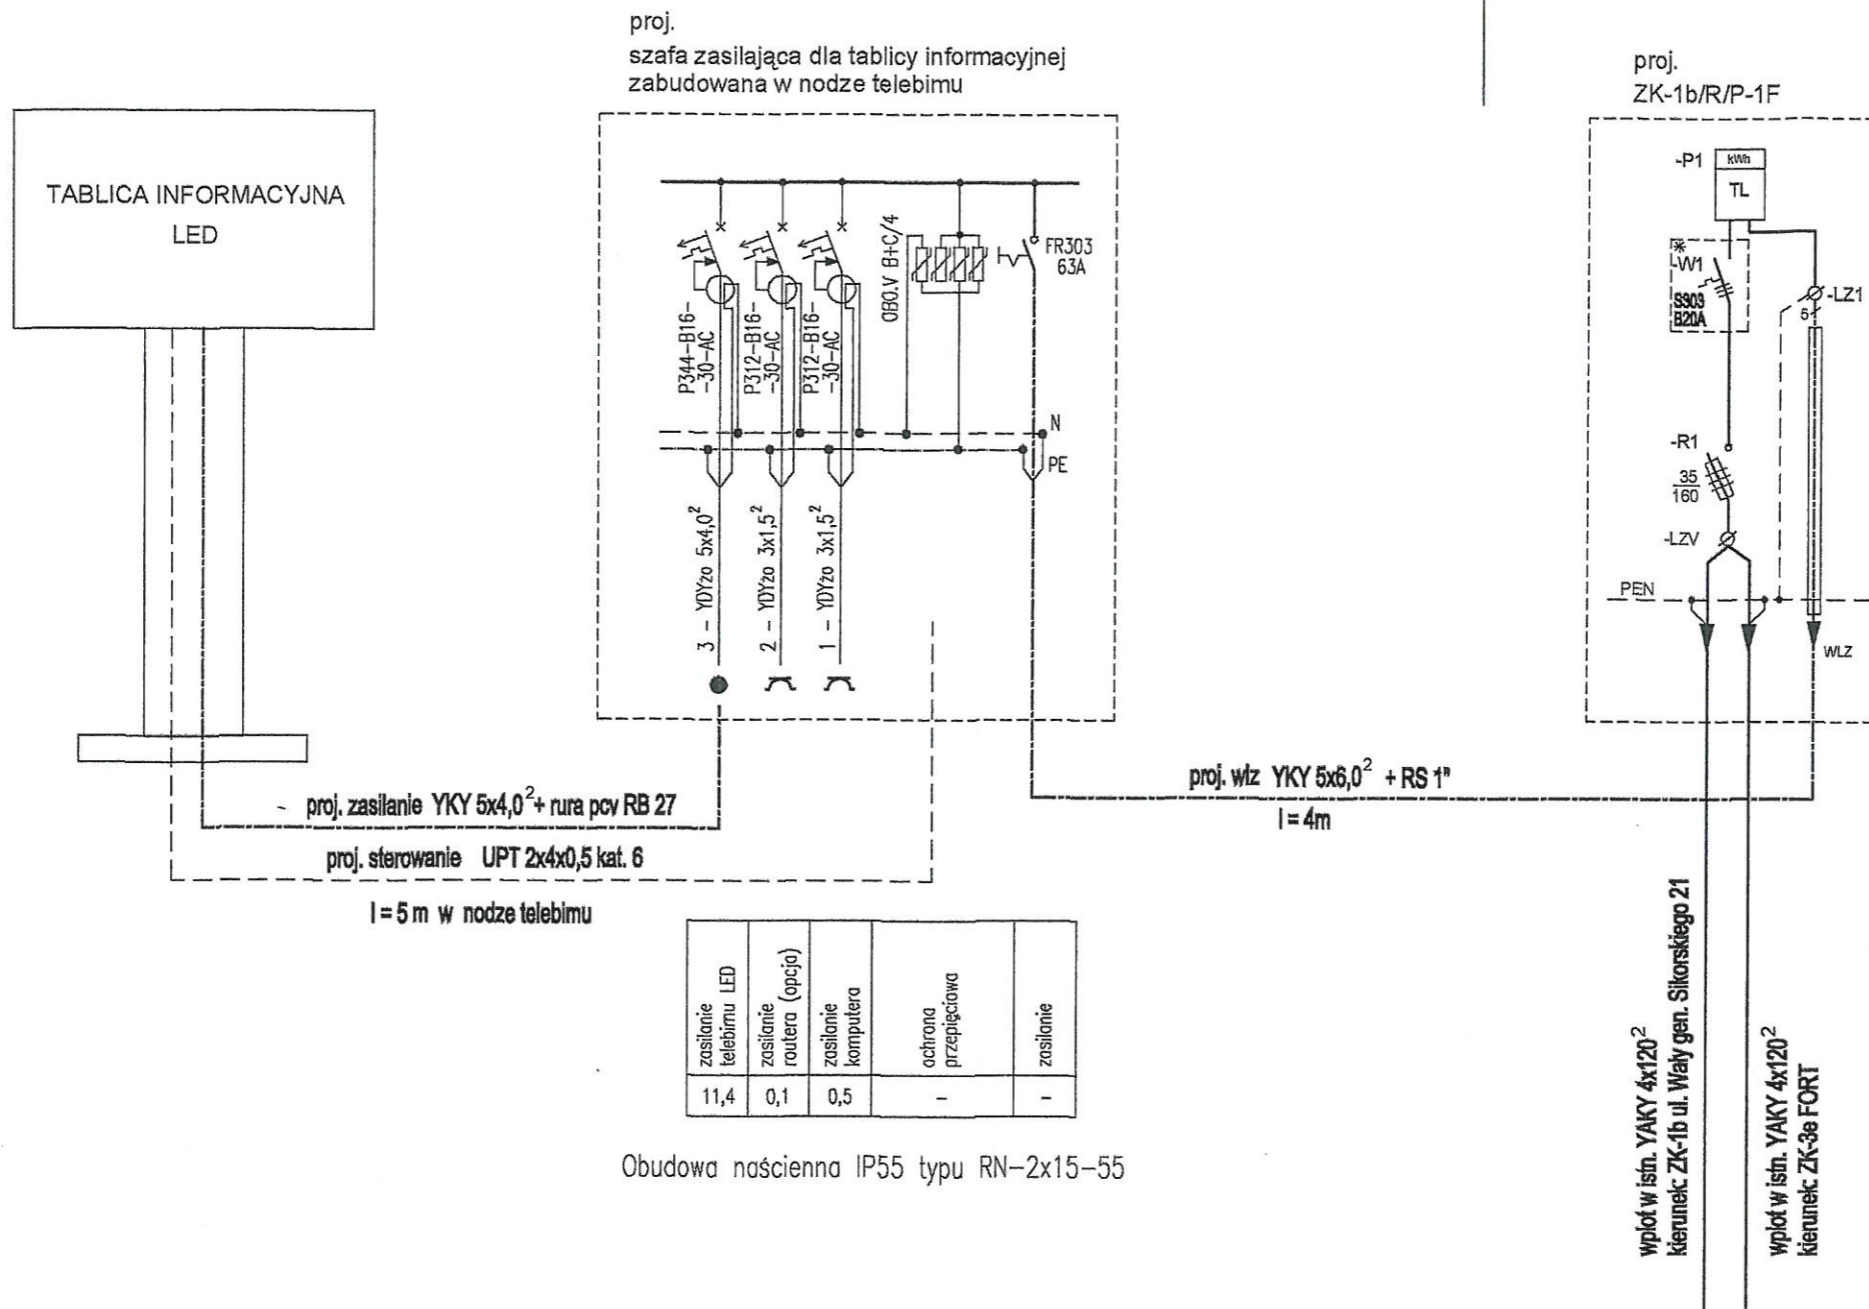 proj.
szafa zasilająca dla tablicy informacyjnej
zabudowana w nodze telebimu
proj.
ZK-1b/R/P-1F
TABLICA INFORMACYJNA
LED
P344-B16-
-30-AC
P312-B16-
-30-AC
P312-B16-
-30-AC
OBO.V B+C/4
FR303
63A
N
PE
3 - YDYżo 5x4,0²
2 - YDYżo 3x1,5²
1 - YDYżo 3x1,5²
-P1
kWh
TL
*
-W1
S303
B20A
-LZ1
5
-R1
35
160
-LZV
PEN
WLZ
proj. zasilanie YKY 5x4,0² + rura pcv RB 27
proj. sterowanie UPT 2x4x0,5 kat. 6
l = 5 m w nodze telebimu
proj. wlz YKY 5x6,0² + RS 1"
l = 4m
zasilanie
telebimu LED
zasilanie
routera (opcja)
zasilanie
komputera
ochrona
przepięciowa
zasilanie
11,4 0,1 0,5 - -
Obudowa naścienna IP55 typu RN-2x15-55
wplot w istn. YAKY 4x120²
kierunek: ZK-1b ul. Wały gen. Sikorskiego 21
wplot w istn. YAKY 4x120²
kierunek: ZK-3e FORT